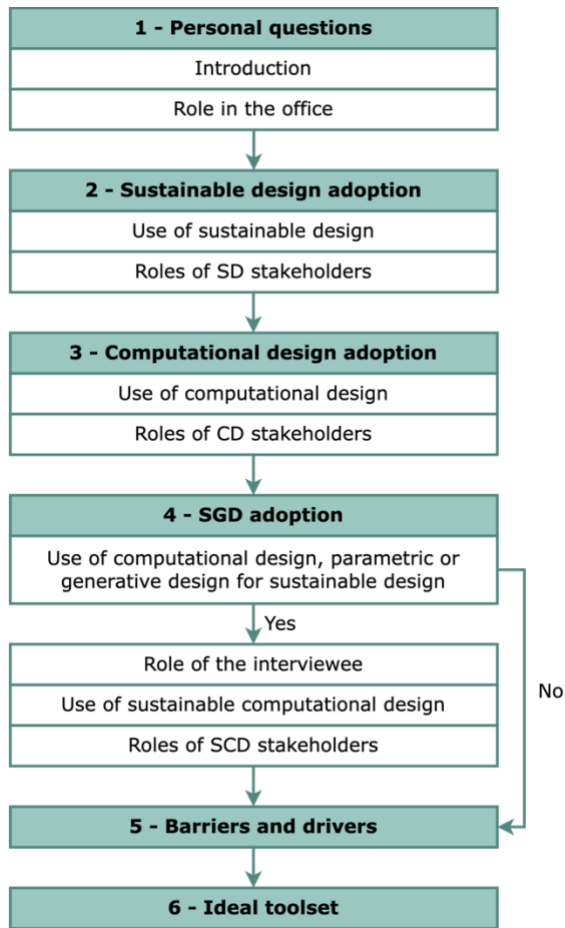 1 - Personal questions
Introduction
Role in the office
2 - Sustainable design adoption
Use of sustainable design
Roles of SD stakeholders
3 - Computational design adoption
Use of computational design
Roles of CD stakeholders
4 - SGD adoption
Use of computational design, parametric or
generative design for sustainable design
Yes
Role of the interviewee
Use of sustainable computational design
No
Roles of SCD stakeholders
5 - Barriers and drivers
6 - Ideal toolset